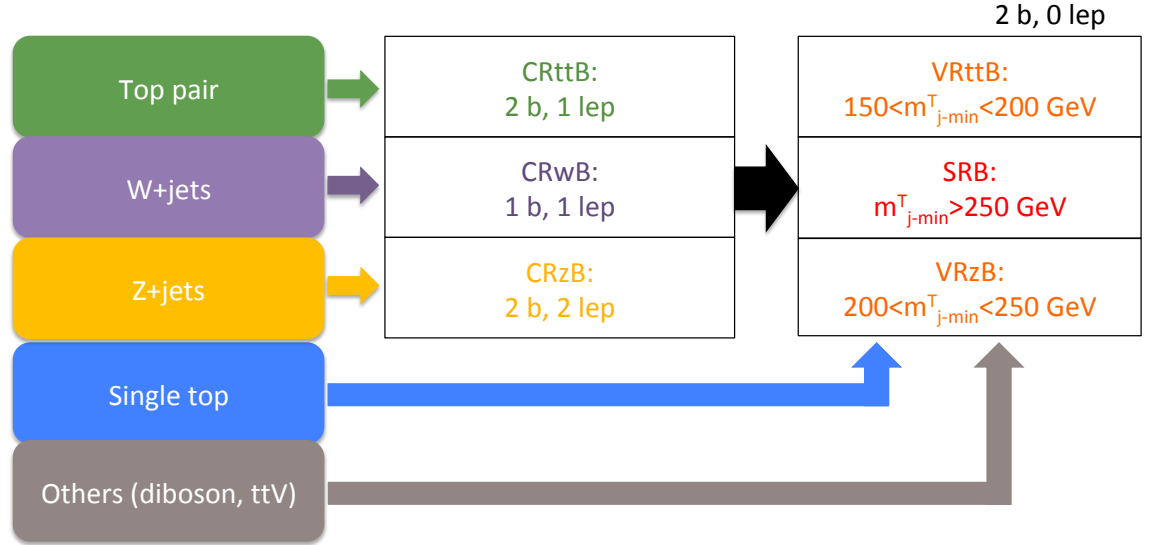 2 b, 0 lep
Top pair
CRttB:
2 b, 1 lep
VRttB:
150<m^T_j-min<200 GeV
W+jets
CRwB:
1 b, 1 lep
SRB:
m^T_j-min>250 GeV
Z+jets
CRzB:
2 b, 2 lep
VRzB:
200<m^T_j-min<250 GeV
Single top
Others (diboson, ttV)